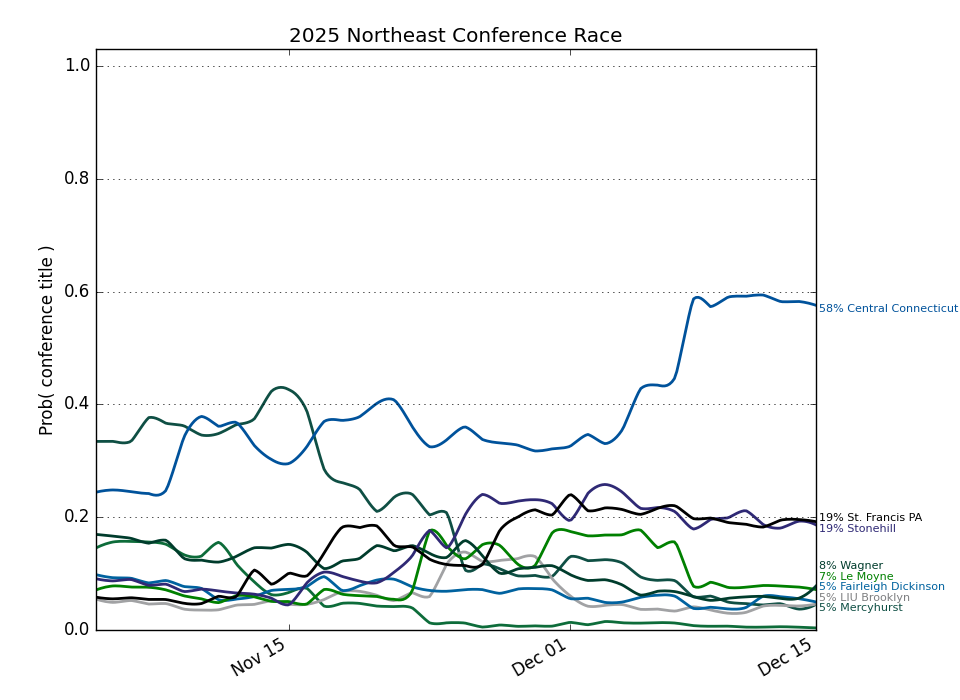 2025 Northeast Conference Race
Prob( conference title )
1.0
0.8
0.6
0.4
0.2
0.0
Nov 15
Dec 01
Dec 15
58% Central Connecticut
19% St. Francis PA
19% Stonehill
8% Wagner
7% Le Moyne
5% Fairleigh Dickinson
5% LIU Brooklyn
5% Mercyhurst